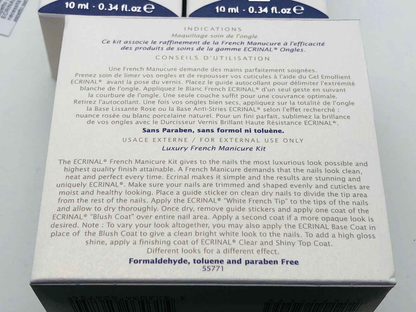 10 ml - 0.34 fl.oz ℮ 10 ml - 0.34 fl.oz ℮
INDICATIONS
Maquillage-soin de l'ongle
Ce kit associe le raffinement de la French Manucure à l'efficacité
des produits de soins de la gamme ECRINAL® Ongles.
CONSEILS D'UTILISATION
Une French Manucure demande des mains parfaitement soignées.
Prenez soin de limer vos ongles et de repousser vos cuticules à l'aide du Gel Emollient
ECRINAL® avant la pose du vernis. Placez le guide autocollant pour délimiter l'extrémité
blanche de l'ongle. Appliquez le Blanc French ECRINAL® d'un seul geste en suivant
la courbure de l'ongle. Une seule couche suffit pour une couvrance optimale.
Retirez l'autocollant. Une fois vos ongles bien secs, appliquez sur la totalité de l'ongle
la Base Lissante Rose ou la Base Anti-Stries ECRINAL® selon l'effet recherché :
nuance rosée ou blanc porcelaine naturel. Pour un fini parfait, sublimez la brillance
de vos ongles avec le Durcisseur Vernis Brillant Haute Résistance ECRINAL®.
Sans Paraben, sans formol ni toluène.
USAGE EXTERNE / FOR EXTERNAL USE ONLY
Luxury French Manicure Kit
The ECRINAL® French Manicure Kit gives to the nails the most luxurious look possible and
highest quality finish attainable. A French Manicure demands that the nails look clean,
neat and perfect every time. Ecrinal makes it simple and the results are stunning and
uniquely ECRINAL®. Make sure your nails are trimmed and shaped evenly and cuticles are
moist and healthy looking. Place a guide sticker on clean dry nails to divide the tip area
from the rest of the nails. Apply the ECRINAL® "White French Tip" to the tips of the nails
and allow to dry thoroughly. Once dry, remove guide stickers and apply one coat of the
ECRINAL® "Blush Coat" over entire nail area. Apply a second coat if a more opaque look is
desired. Note : To vary your look altogether, you may also apply the ECRINAL Base Coat in
place of the Blush Coat to give a clean bright white look to the nails. To add a high gloss
shine, apply a finishing coat of ECRINAL® Clear and Shiny Top Coat.
Different looks for a different effect.
Formaldehyde, toluene and paraben Free
55771